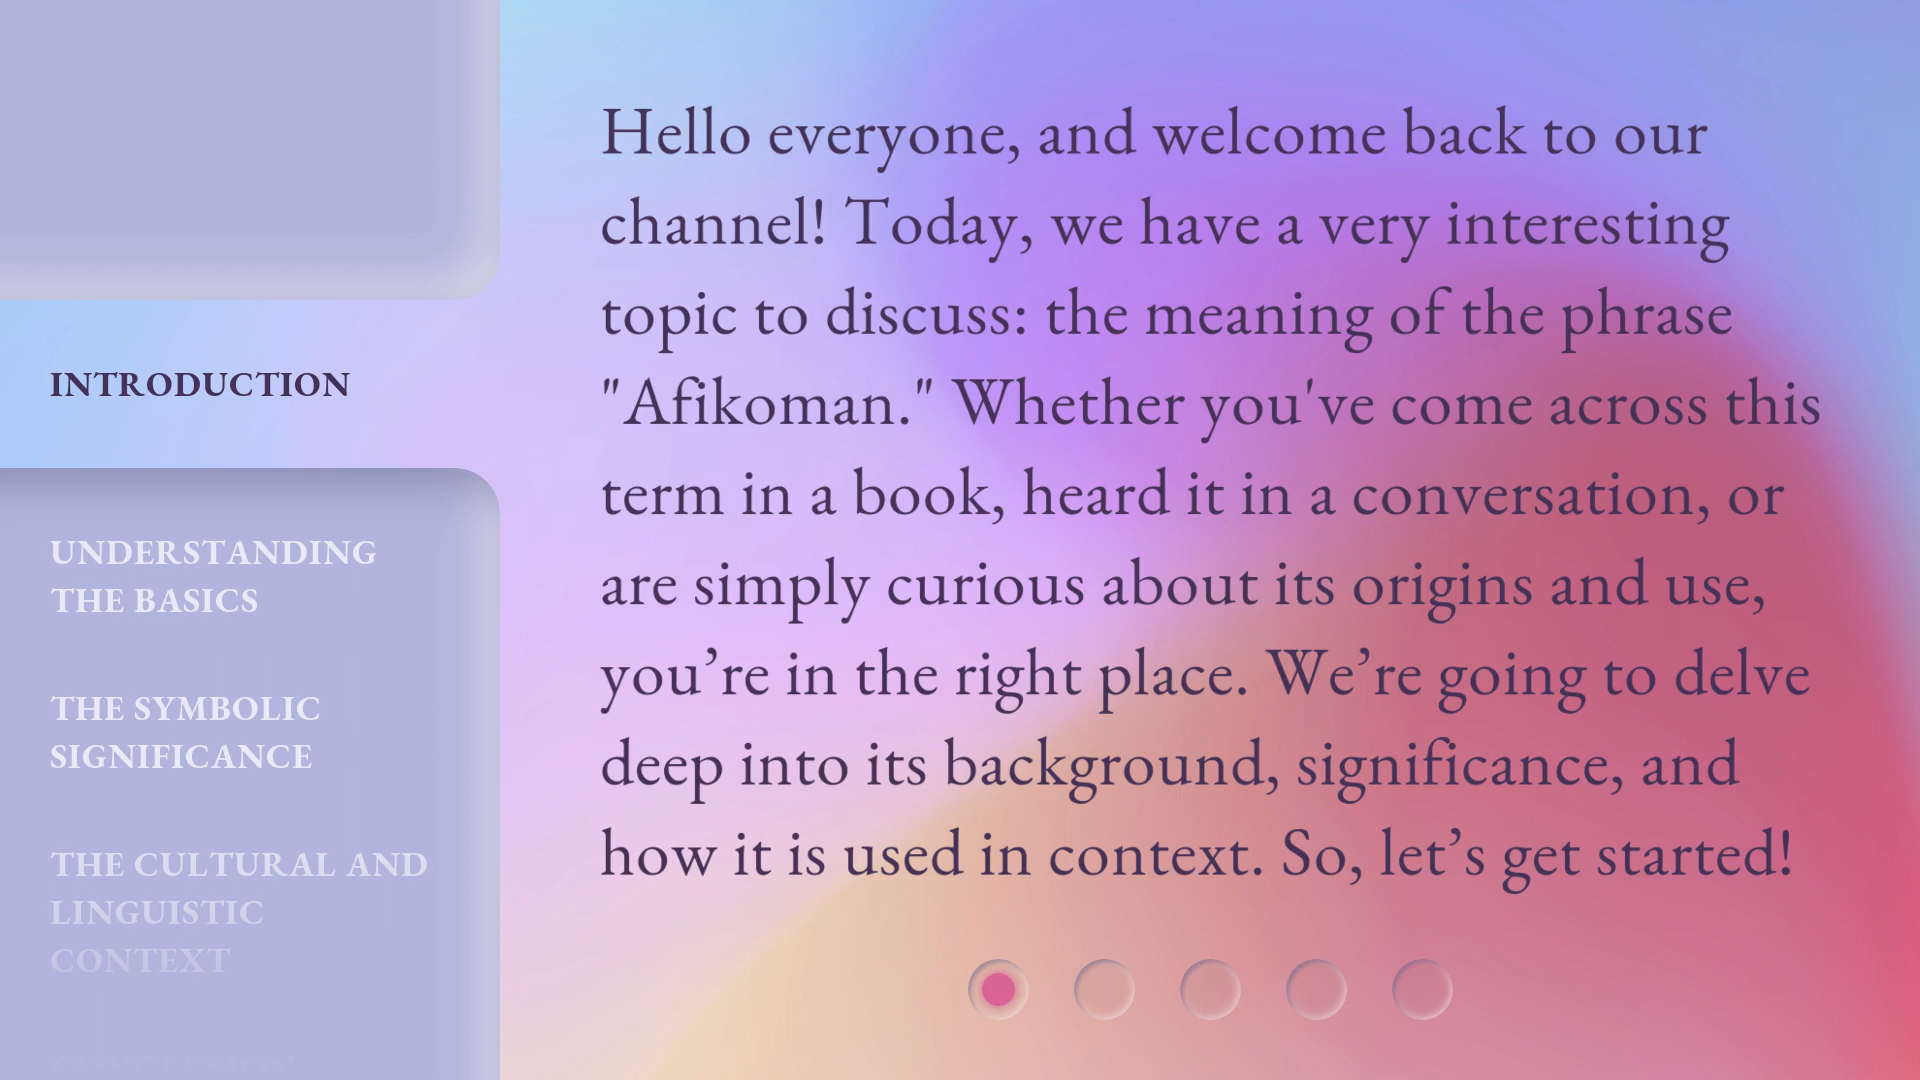 INTRODUCTION
UNDERSTANDING
THE BASICS
THE SYMBOLIC
SIGNIFICANCE
THE CULTURAL AND
LINGUISTIC
CONTEXT
Hello everyone, and welcome back to our
channel! Today, we have a very interesting
topic to discuss: the meaning of the phrase
"Afikoman." Whether you've come across this
term in a book, heard it in a conversation, or
are simply curious about its origins and use,
you’re in the right place. We’re going to delve
deep into its background, significance, and
how it is used in context. So, let’s get started!